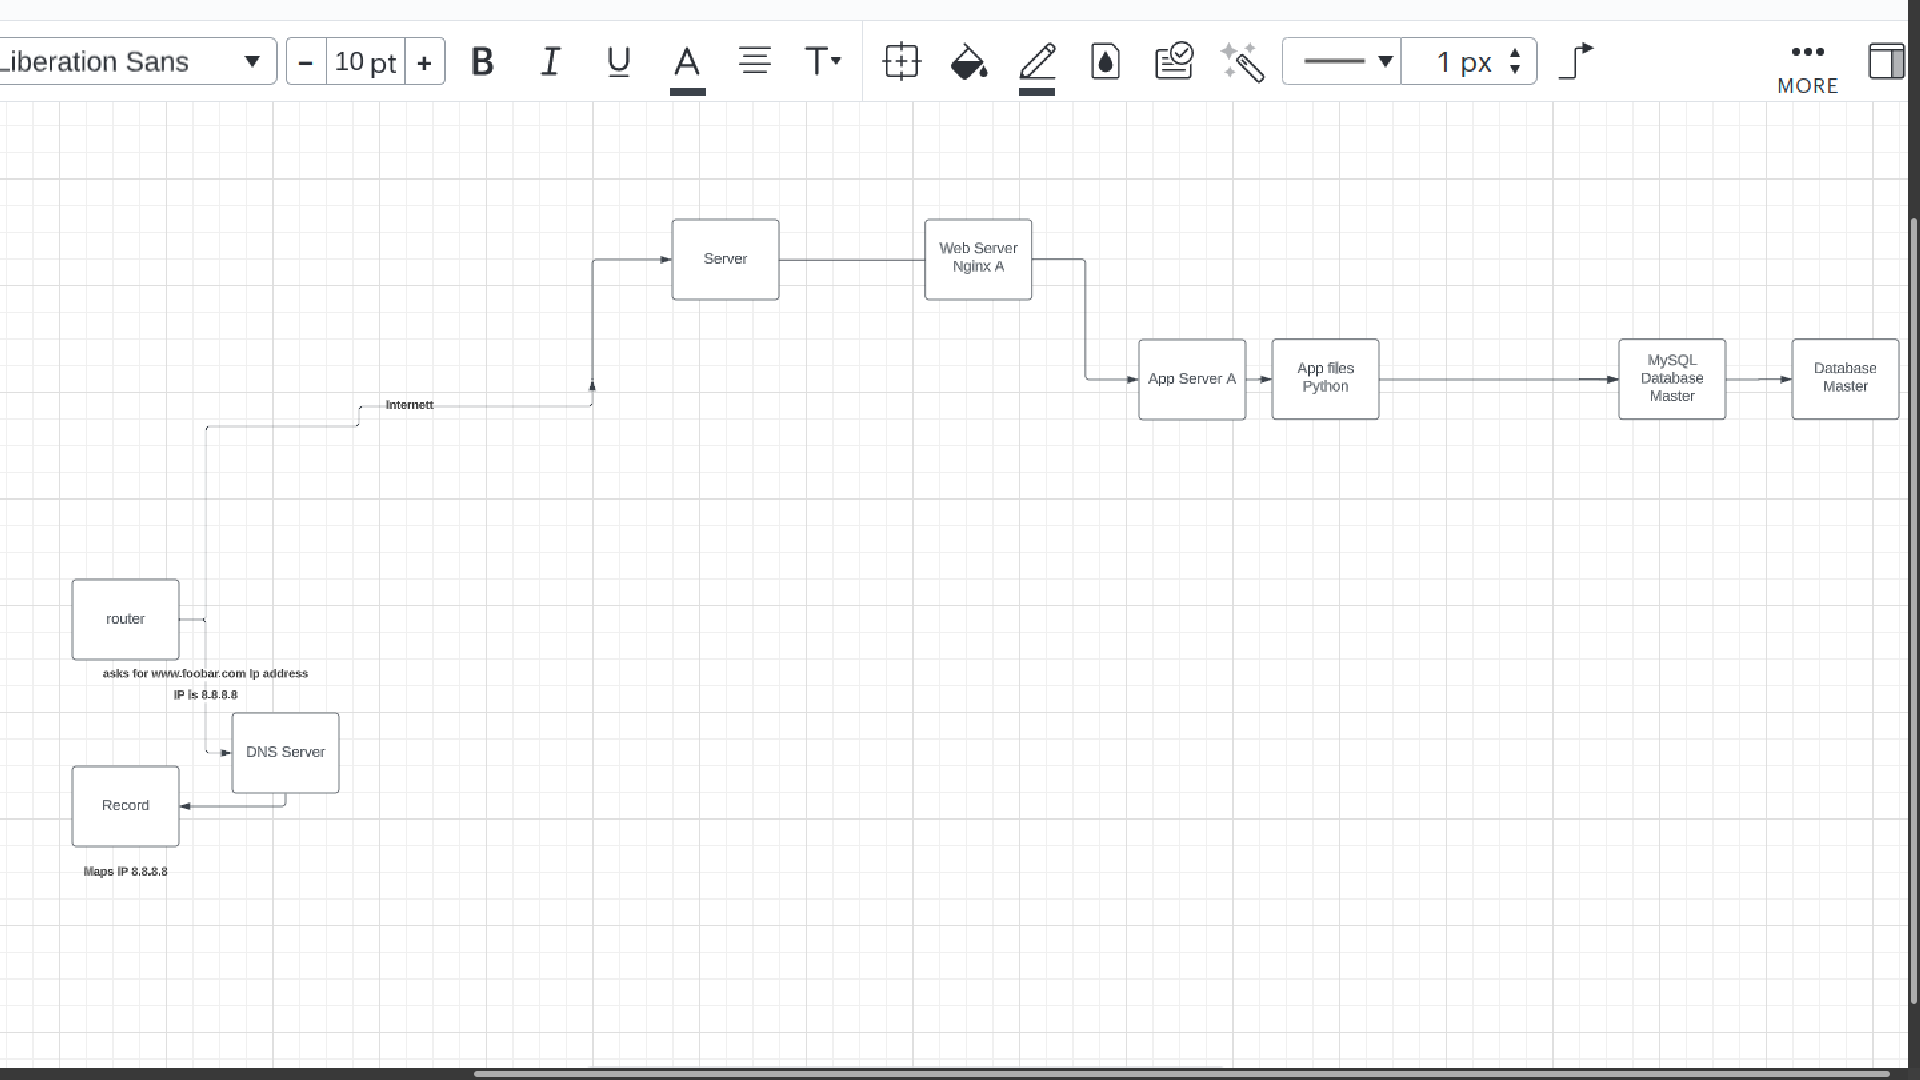 Liberation Sans
− 10 pt +
B I U A T
1 px
MORE
Server
Web Server
Nginx A
App Server A
App files
Python
MySQL
Database
Master
Database
Master
Internett
router
asks for www.foobar.com Ip address
IP is 8.8.8.8
DNS Server
Record
Maps IP 8.8.8.8